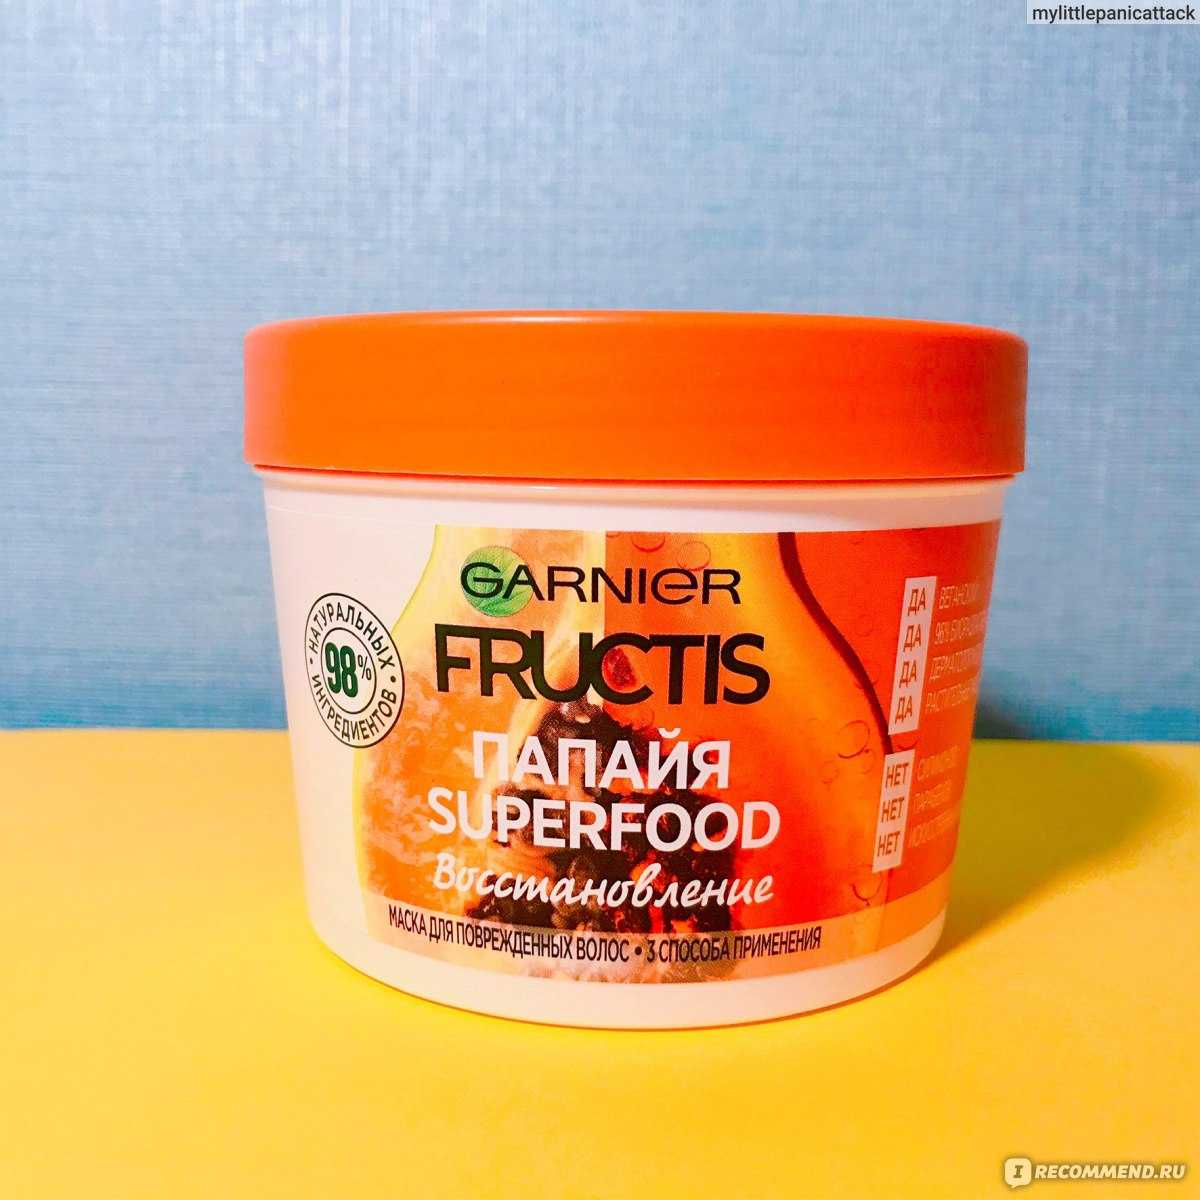 mylittlepanicattack
GARNIER
FRUCTIS
ПАПАЙЯ
SUPERFOOD
Восстановление
МАСКА ДЛЯ ПОВРЕЖДЕННЫХ ВОЛОС • 3 СПОСОБА ПРИМЕНЕНИЯ
98%
НАТУРАЛЬНЫХ
ИНГРЕДИЕНТОВ
ДА
ДА
ДА
ДА
НЕТ
НЕТ
НЕТ
I RECOMMEND.RU